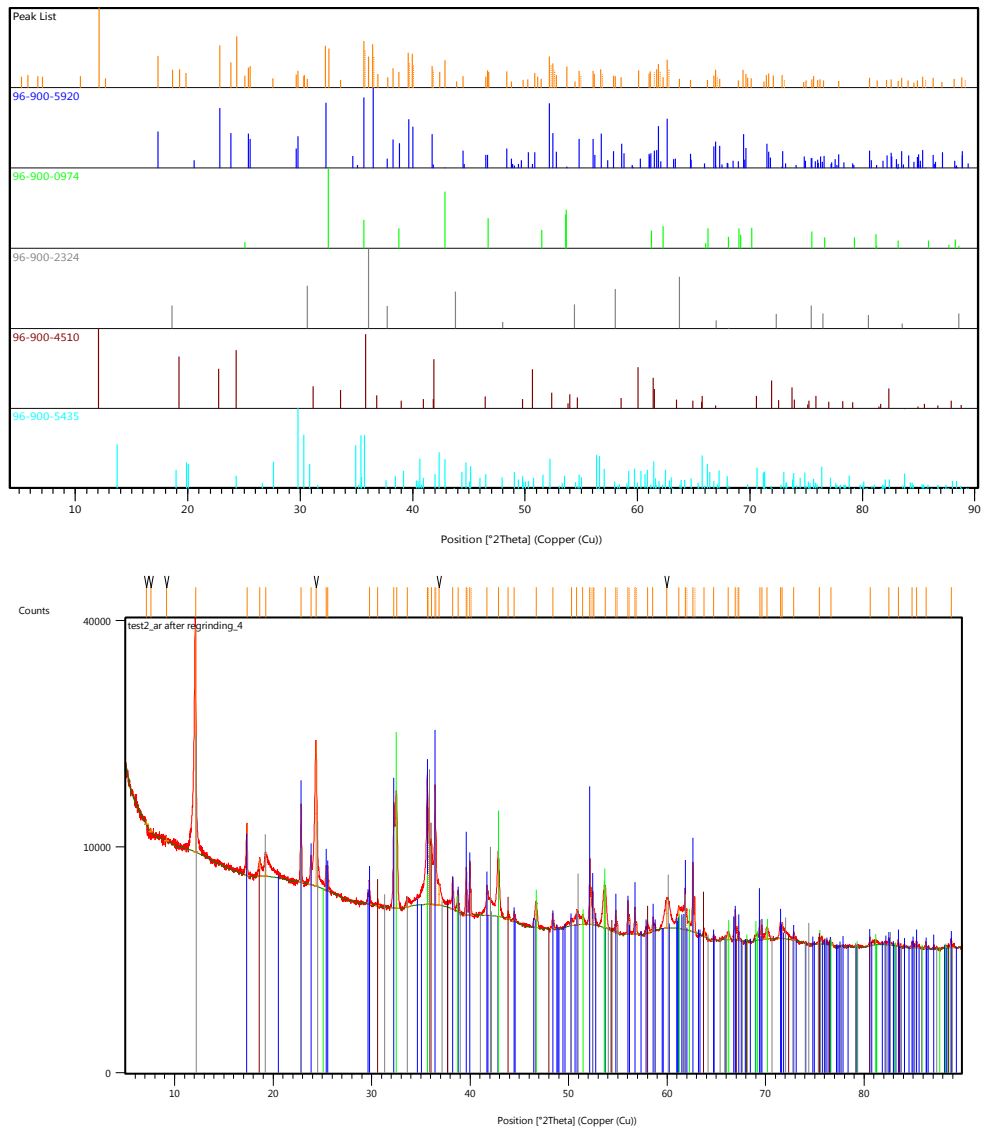 Peak List
96-900-5920
96-900-0974
96-900-2324
96-900-4510
96-900-5435
10 20 30 40 50 60 70 80 90
Position [°2Theta] (Copper (Cu))
Counts
40000
test2_ar after regrinding_4
10000
0
10 20 30 40 50 60 70 80
Position [°2Theta] (Copper (Cu))